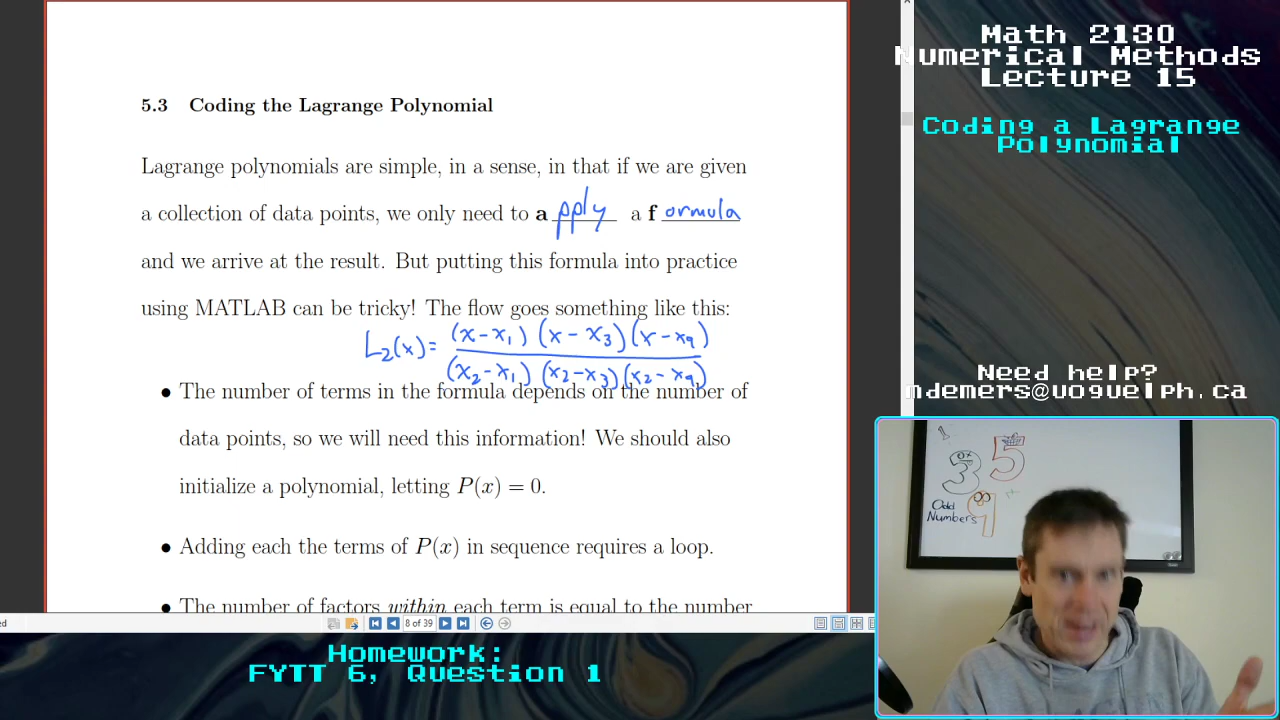 5.3 Coding the Lagrange Polynomial
Lagrange polynomials are simple, in a sense, in that if we are given
a collection of data points, we only need to apply a formula
and we arrive at the result. But putting this formula into practice
using MATLAB can be tricky! The flow goes something like this:
L₂(x) = (x-x₁) (x-x₃) (x-x₄)
(x₂-x₁) (x₂-x₃) (x₂-x₄)
• The number of terms in the formula depends on the number of
data points, so we will need this information! We should also
initialize a polynomial, letting P(x) = 0.
• Adding each the terms of P(x) in sequence requires a loop.
• The number of factors within each term is equal to the number
8 of 39
Homework:
FYTT 6, Question 1
Math 2130
Numerical Methods
Lecture 15
Coding a Lagrange
Polynomial
Need help?
ndemers@uoguelph.ca
3
5
9
Odd
Numbers